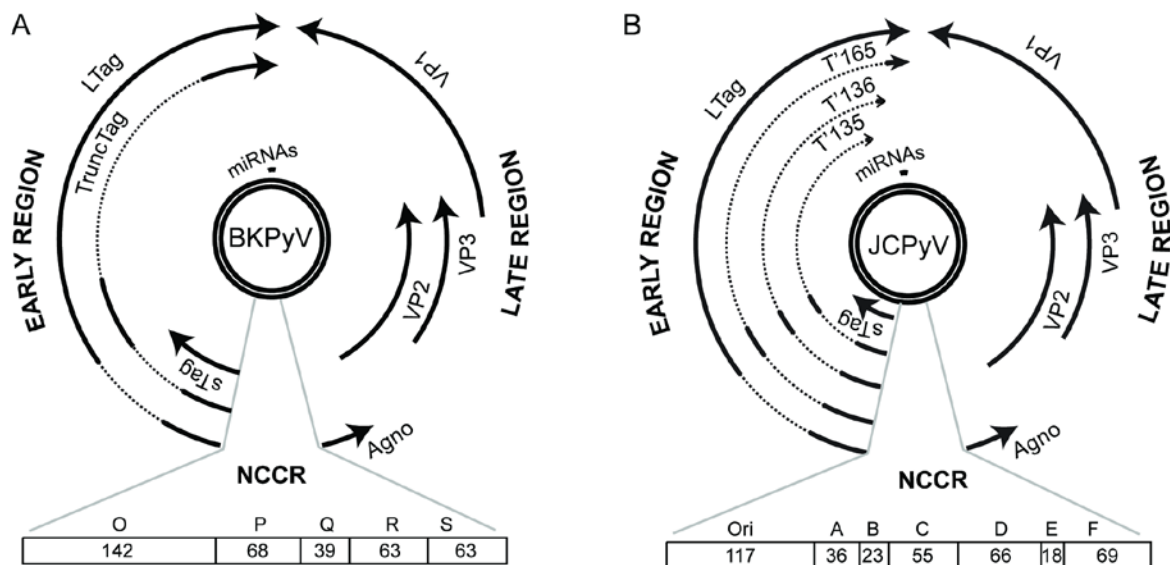 A
LTag
TruncTag
VP1
miRNAs
BKPyV
EARLY REGION
LATE REGION
VP3
VP2
sTag
Agno
NCCR
O P Q R S
142 68 39 63 63
B
LTag
T'165
T'136
T'135
VP1
miRNAs
JCPyV
EARLY REGION
LATE REGION
VP3
VP2
sTag
Agno
NCCR
Ori A B C D E F
117 36 23 55 66 18 69